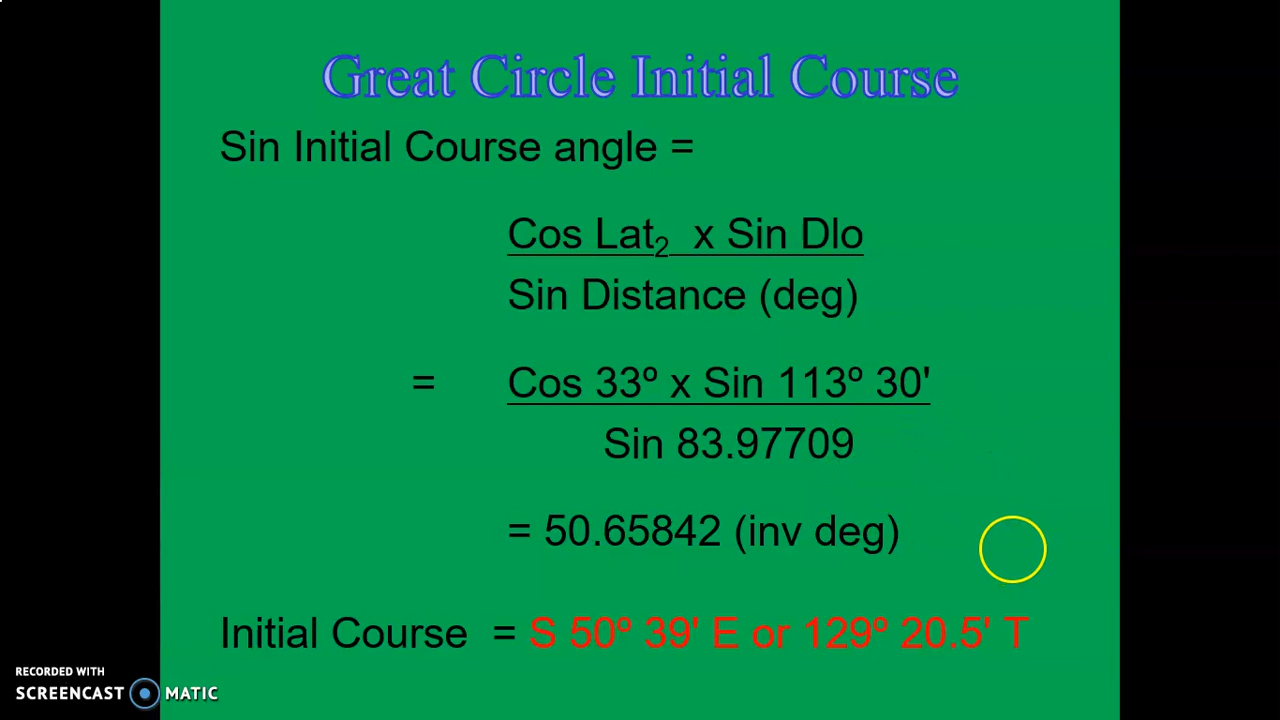 Great Circle Initial Course
Sin Initial Course angle =
Cos Lat₂ x Sin Dlo
Sin Distance (deg)
= Cos 33º x Sin 113º 30'
Sin 83.97709
= 50.65842 (inv deg)
Initial Course = S 50º 39' E or 129º 20.5' T
RECORDED WITH
SCREENCAST MATIC